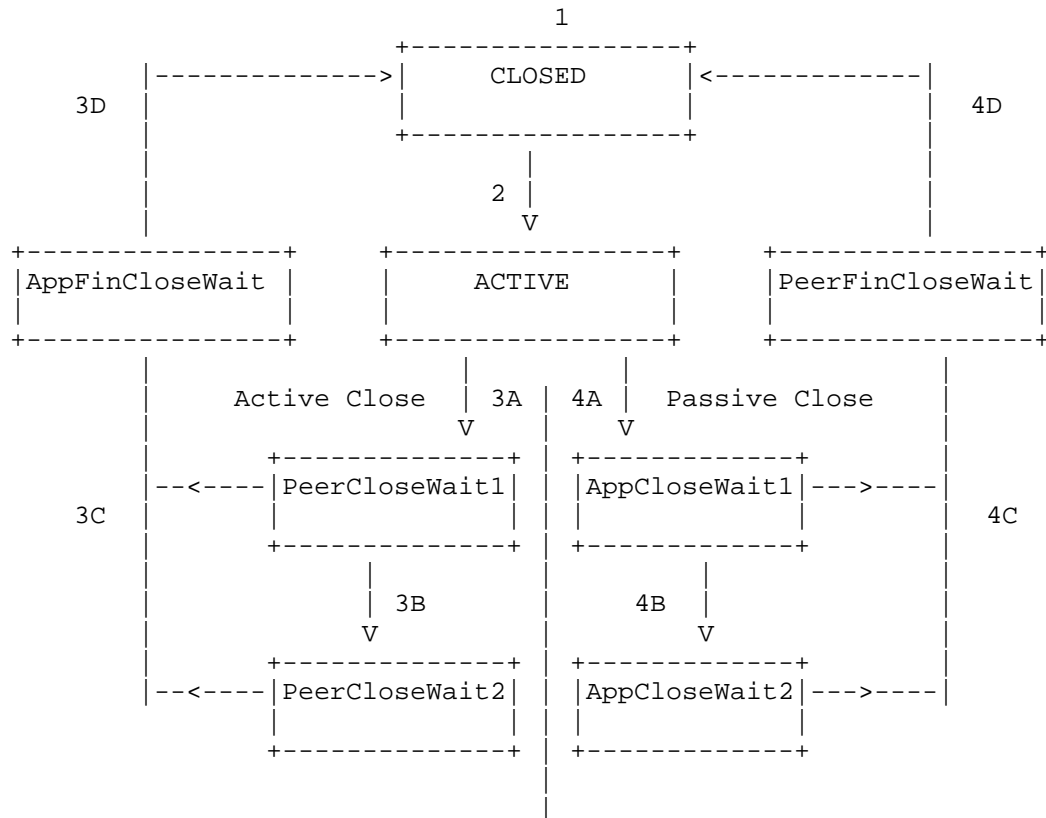 1
CLOSED
3D 4D
2
AppFinCloseWait ACTIVE PeerFinCloseWait
Active Close 3A 4A Passive Close
PeerCloseWait1 AppCloseWait1
3C 4C
3B 4B
PeerCloseWait2 AppCloseWait2